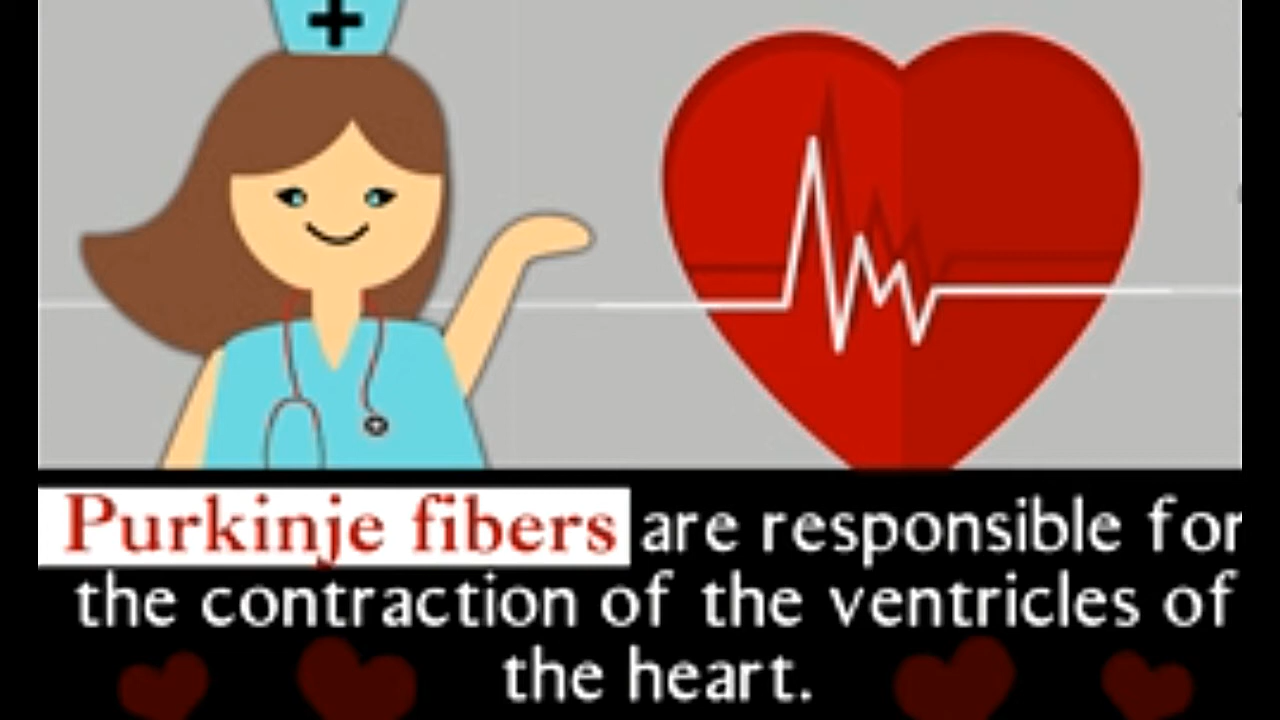 Purkinje fibers are responsible for
the contraction of the ventricles of
the heart.